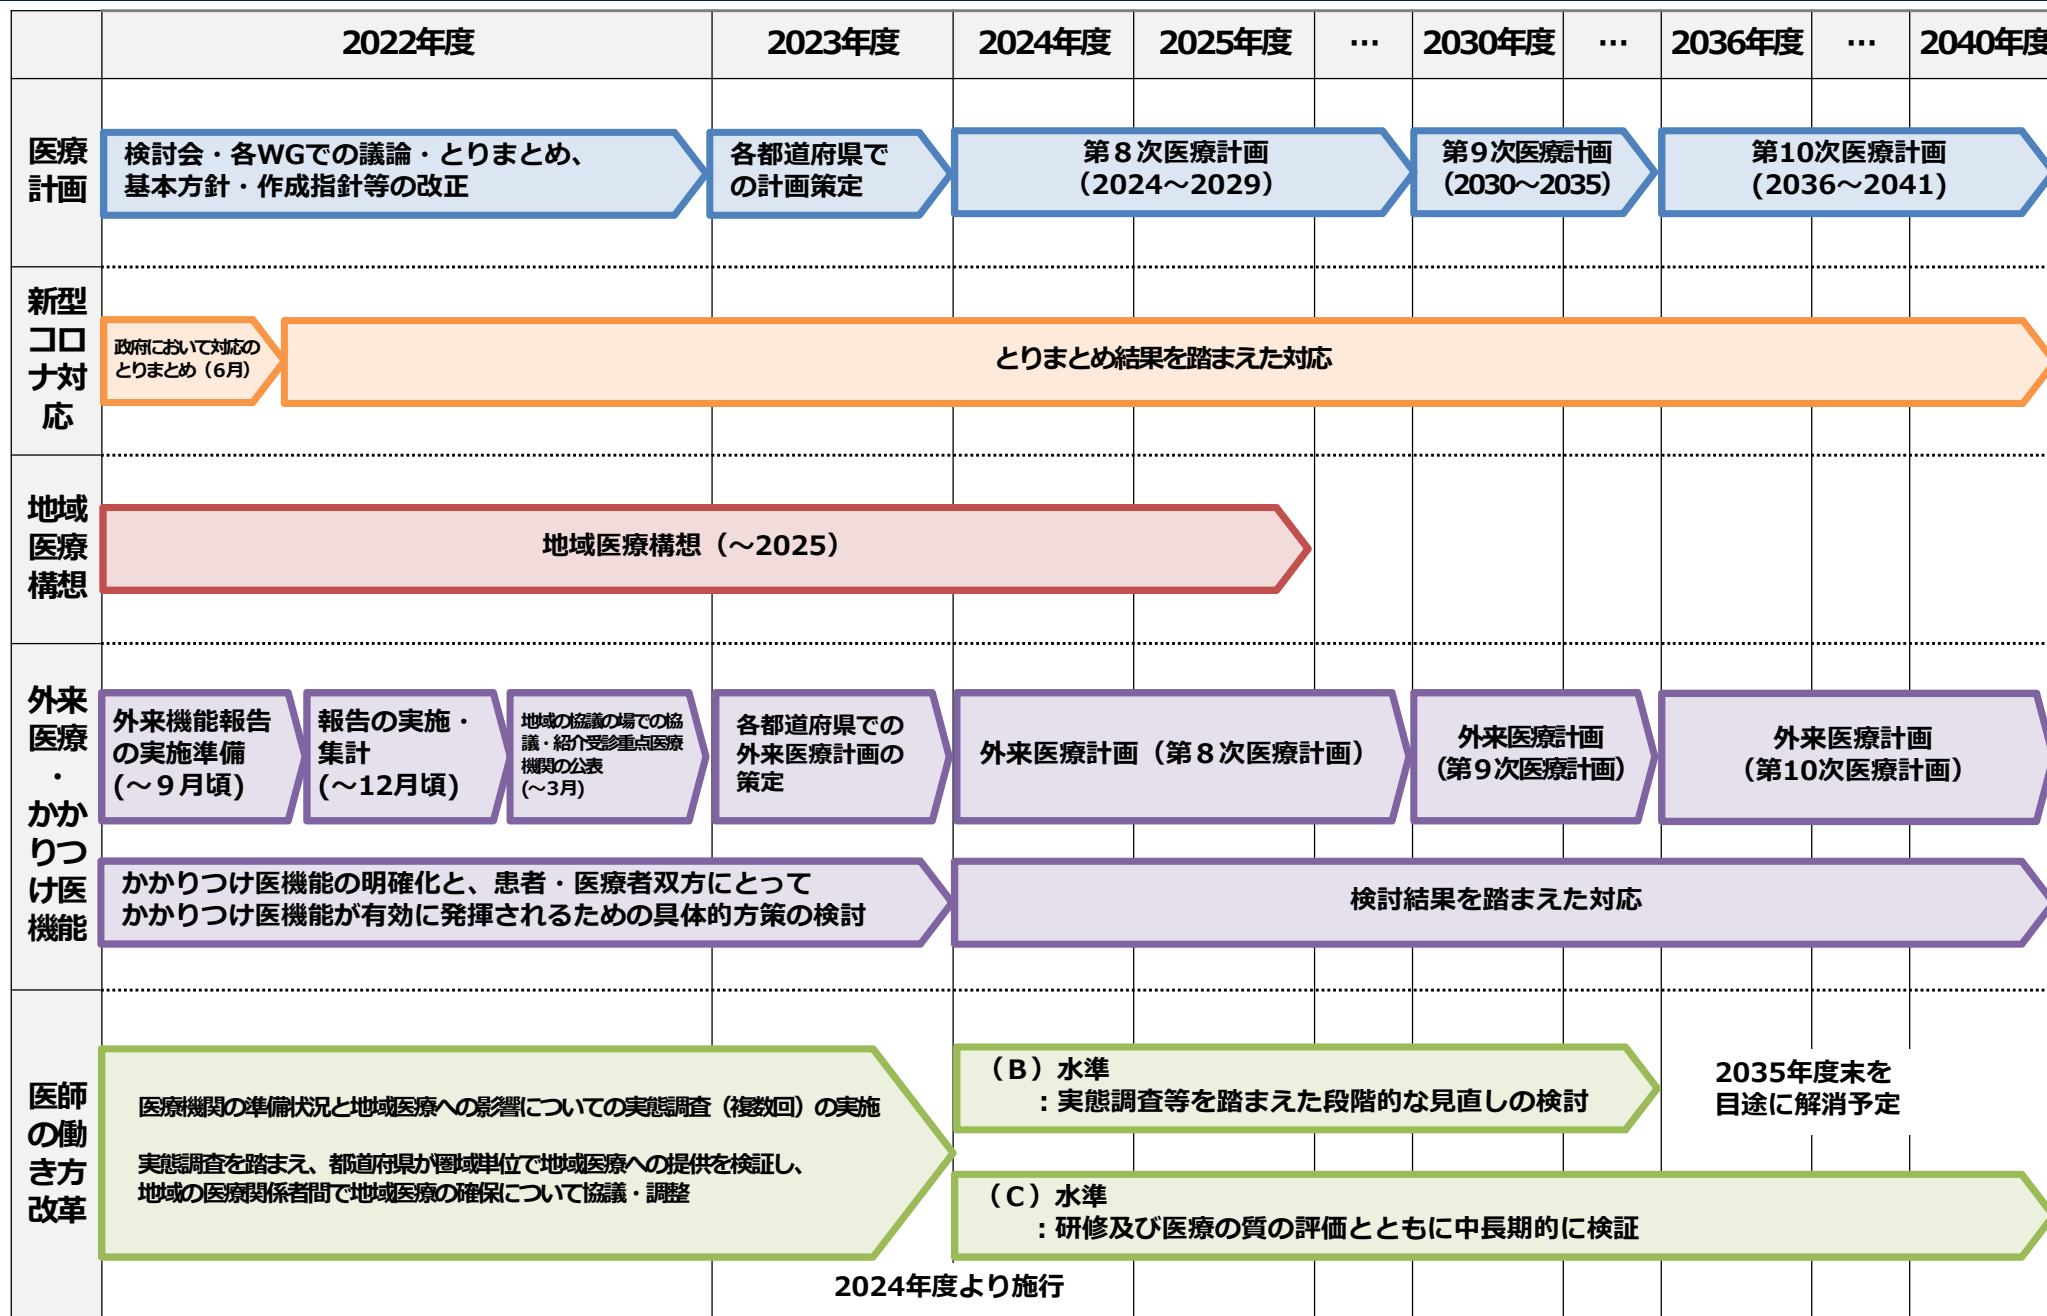 2022年度
2023年度
2024年度
2025年度
…
2030年度
…
2036年度
…
2040年度
医療
計画
検討会・各WGでの議論・とりまとめ、
基本方針・作成指針等の改正
各都道府県で
の計画策定
第８次医療計画
（2024～2029）
第９次医療計画
（2030～2035）
第10次医療計画
(2036～2041)
新型
コロ
ナ対
応
政府において対応の
とりまとめ（6月）
とりまとめ結果を踏まえた対応
地域
医療
構想
地域医療構想（～2025）
外来
医療
・
かか
りつ
け医
機能
外来機能報告
の実施準備
(～９月頃)
報告の実施・
集計
(～12月頃)
地域の協議の場での協
議・紹介受診重点医療
機関の公表
(～3月)
各都道府県での
外来医療計画の
策定
外来医療計画（第８次医療計画）
外来医療計画
（第９次医療計画）
外来医療計画
（第10次医療計画）
かかりつけ医機能の明確化と、患者・医療者双方にとって
かかりつけ医機能が有効に発揮されるための具体的方策の検討
検討結果を踏まえた対応
医師
の働
き方
改革
医療機関の準備状況と地域医療への影響についての実態調査（複数回）の実施
実態調査を踏まえ、都道府県が圏域単位で地域医療への提供を検証し、
地域の医療関係者間で地域医療の確保について協議・調整
（Ｂ）水準
：実態調査等を踏まえた段階的な見直しの検討
2035年度末を
目途に解消予定
（Ｃ）水準
：研修及び医療の質の評価とともに中長期的に検証
2024年度より施行